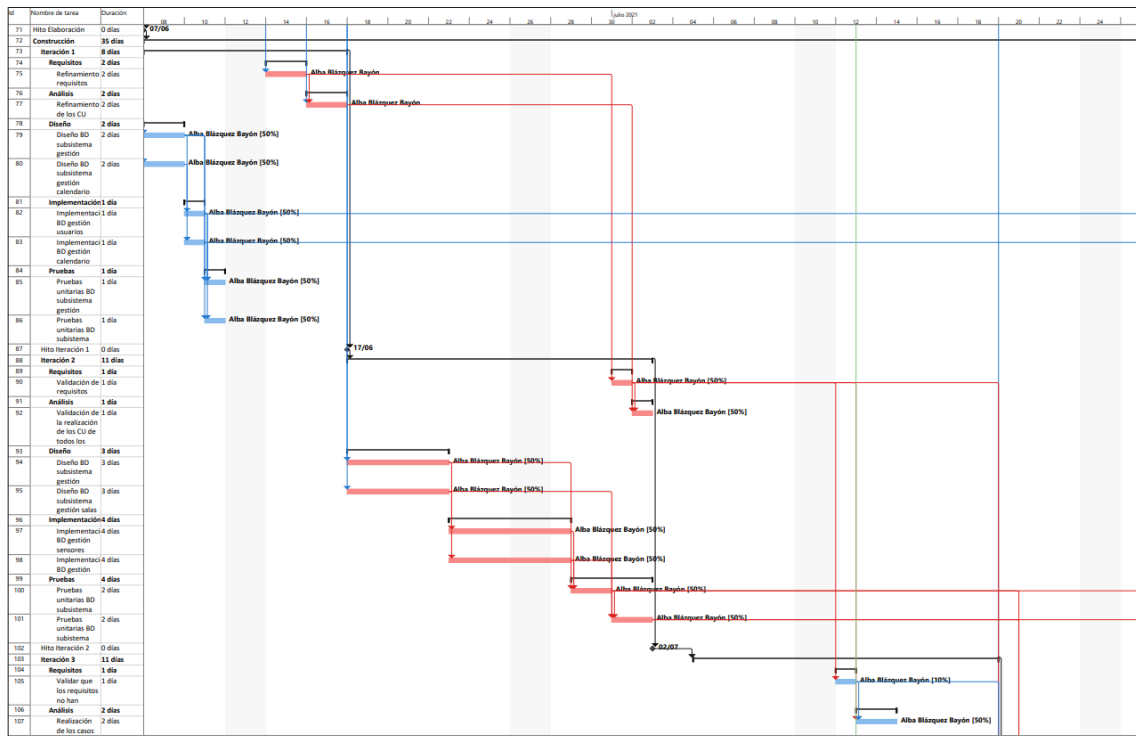 Id Nombre de tarea Duración
julio 2021
08 10 12 14 16 18 20 22 24 26 28 30 02 04 06 08 10 12 14 16 18 20 22 24
71 Hito Elaboración 0 días 07/06
72 Construcción 35 días
73 Iteración 1 8 días
74 Requisitos 2 días
75 Refinamiento 2 días Alba Blázquez Bayón
requisitos
76 Análisis 2 días
77 Refinamiento 2 días Alba Blázquez Bayón
de los CU
78 Diseño 2 días
79 Diseño BD 2 días Alba Blázquez Bayón [50%]
subsistema
gestión
80 Diseño BD 2 días Alba Blázquez Bayón [50%]
subsistema
gestión
calendario
81 Implementación 1 día
82 Implementaci 1 día Alba Blázquez Bayón [50%]
BD gestión
usuarios
83 Implementaci 1 día Alba Blázquez Bayón [50%]
BD gestión
calendario
84 Pruebas 1 día
85 Pruebas 1 día Alba Blázquez Bayón [50%]
unitarias BD
subsistema
gestión
86 Pruebas 1 día Alba Blázquez Bayón [50%]
unitarias BD
subsistema
87 Hito Iteración 1 0 días 17/06
88 Iteración 2 11 días
89 Requisitos 1 día
90 Validación de 1 día Alba Blázquez Bayón [50%]
requisitos
91 Análisis 1 día
92 Validación de 1 día Alba Blázquez Bayón [50%]
la realización
de los CU de
todos los
93 Diseño 3 días
94 Diseño BD 3 días Alba Blázquez Bayón [50%]
subsistema
gestión
95 Diseño BD 3 días Alba Blázquez Bayón [50%]
subsistema
gestión salas
96 Implementación 4 días
97 Implementaci 4 días Alba Blázquez Bayón [50%]
BD gestión
sensores
98 Implementaci 4 días Alba Blázquez Bayón [50%]
BD gestión
99 Pruebas 4 días
100 Pruebas 2 días Alba Blázquez Bayón [50%]
unitarias BD
subsistema
101 Pruebas 2 días Alba Blázquez Bayón [50%]
unitarias BD
subsistema
102 Hito Iteración 2 0 días 02/07
103 Iteración 3 11 días
104 Requisitos 1 día
105 Validar que 1 día Alba Blázquez Bayón [10%]
los requisitos
no han
106 Análisis 2 días
107 Realización 2 días Alba Blázquez Bayón [50%]
de los casos